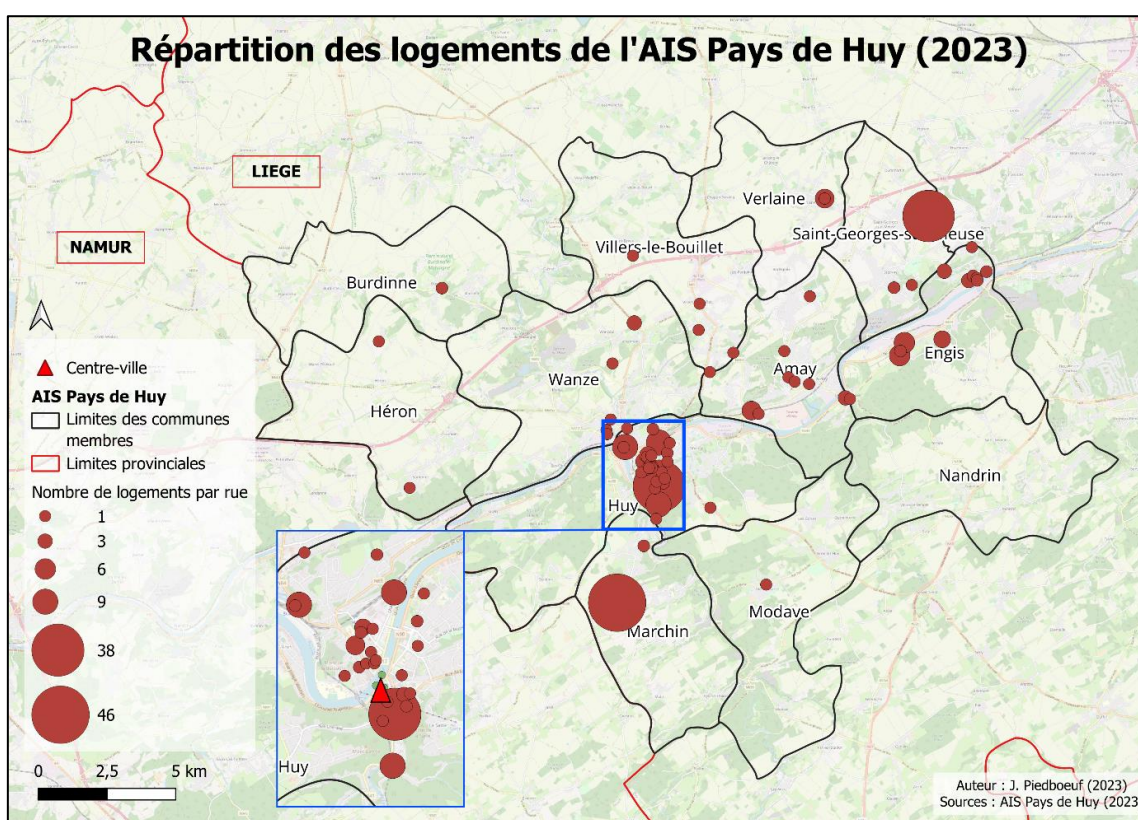 Répartition des logements de l'AIS Pays de Huy (2023)
LIEGE
NAMUR
Verlaine
Saint-Georges-s
euse
Villers-le-Bouillet
Burdinne
Engis
Wanze
Amay
Héron
Nandrin
Huy
Modave
Marchin
Centre-ville
AIS Pays de Huy
Limites des communes
membres
Limites provinciales
Nombre de logements par rue
1
3
6
9
38
46
0 2,5 5 km
Huy
Auteur : J. Piedboeuf (2023)
Sources : AIS Pays de Huy (2023